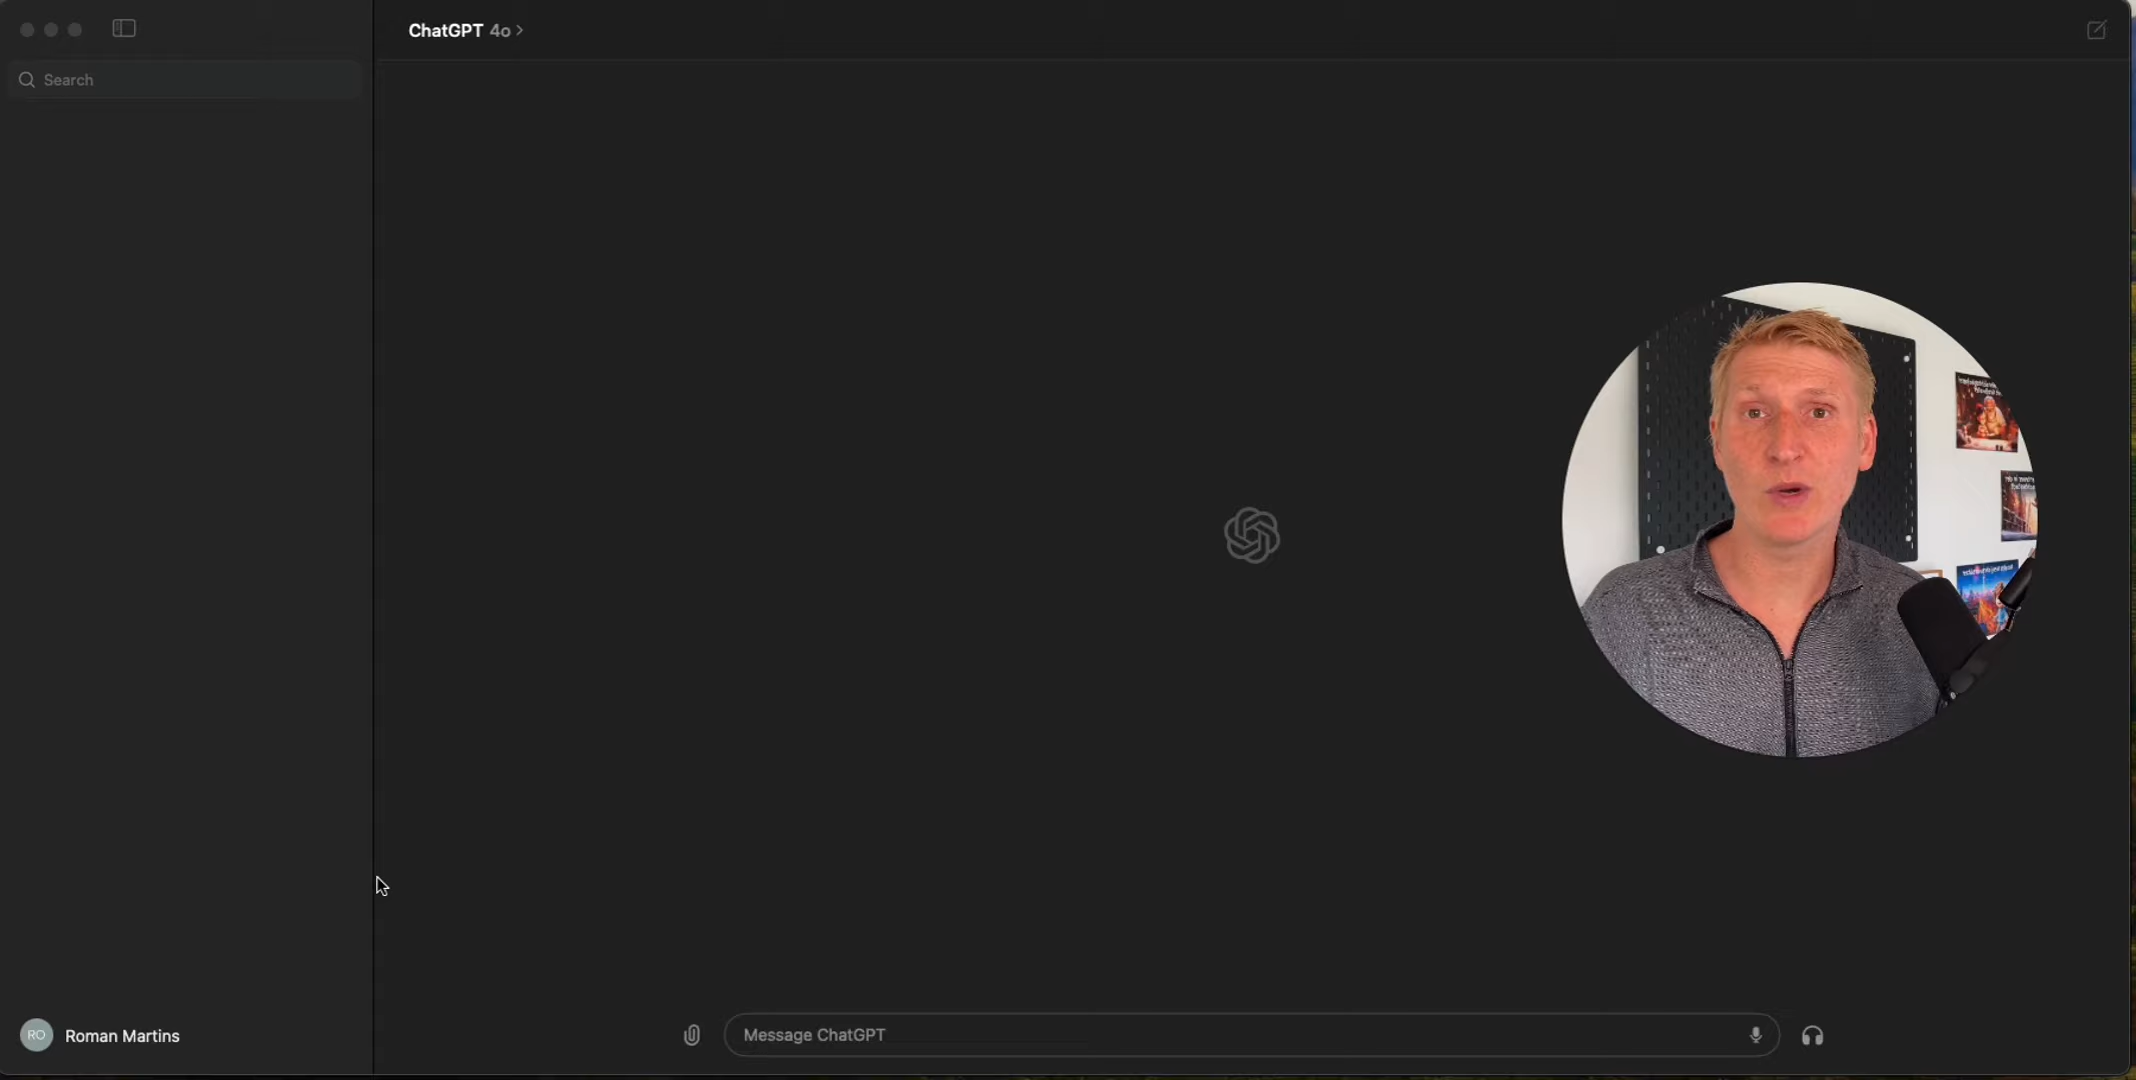 ChatGPT 4o >
Search
RO
Roman Martins
Message ChatGPT